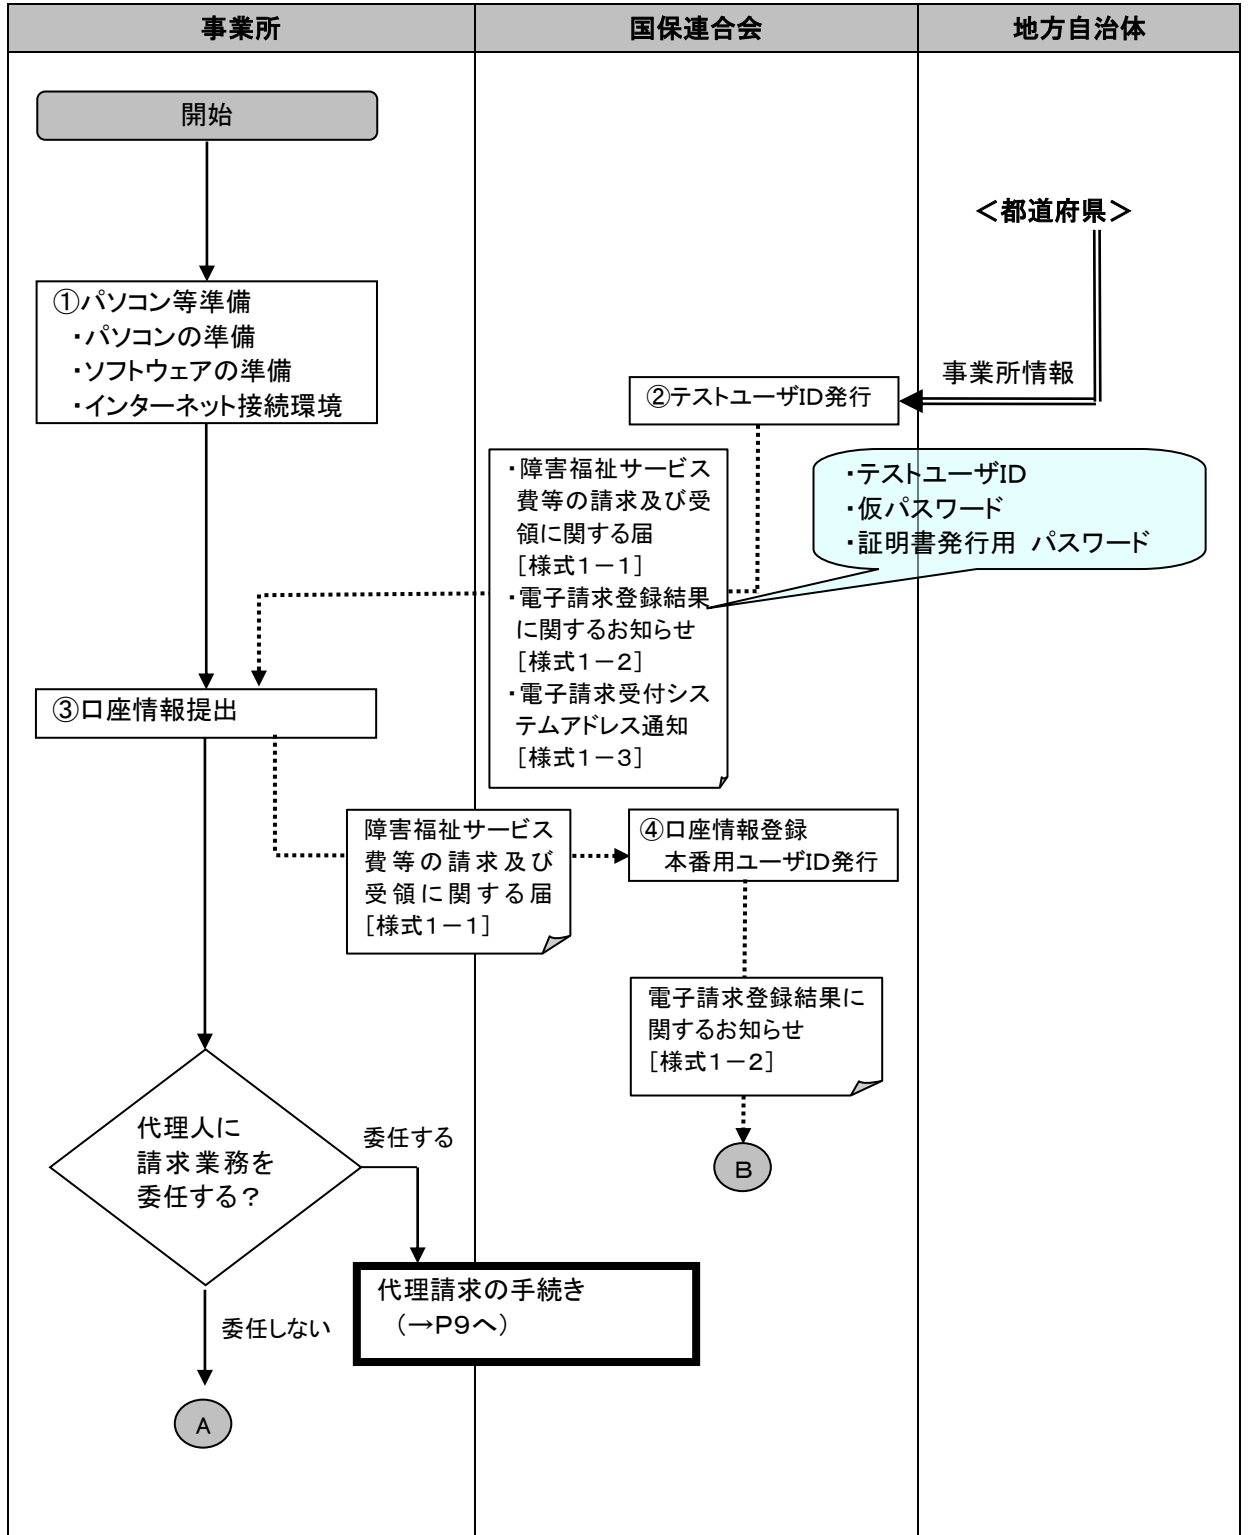 事業所
国保連合会
地方自治体
開始
＜都道府県＞
①パソコン等準備
・パソコンの準備
・ソフトウェアの準備
・インターネット接続環境
事業所情報
②テストユーザID発行
・障害福祉サービス
費等の請求及び受
領に関する届
［様式１－１］
・電子請求登録結果
に関するお知らせ
［様式１－２］
・電子請求受付シス
テムアドレス通知
［様式１－３］
・テストユーザID
・仮パスワード
・証明書発行用 パスワード
③口座情報提出
障害福祉サービス
費等の請求及び
受領に関する届
［様式１－１］
④口座情報登録
本番用ユーザID発行
電子請求登録結果に
関するお知らせ
［様式１－２］
代理人に
請求業務を
委任する？
委任する
B
代理請求の手続き
（→P9へ）
委任しない
A